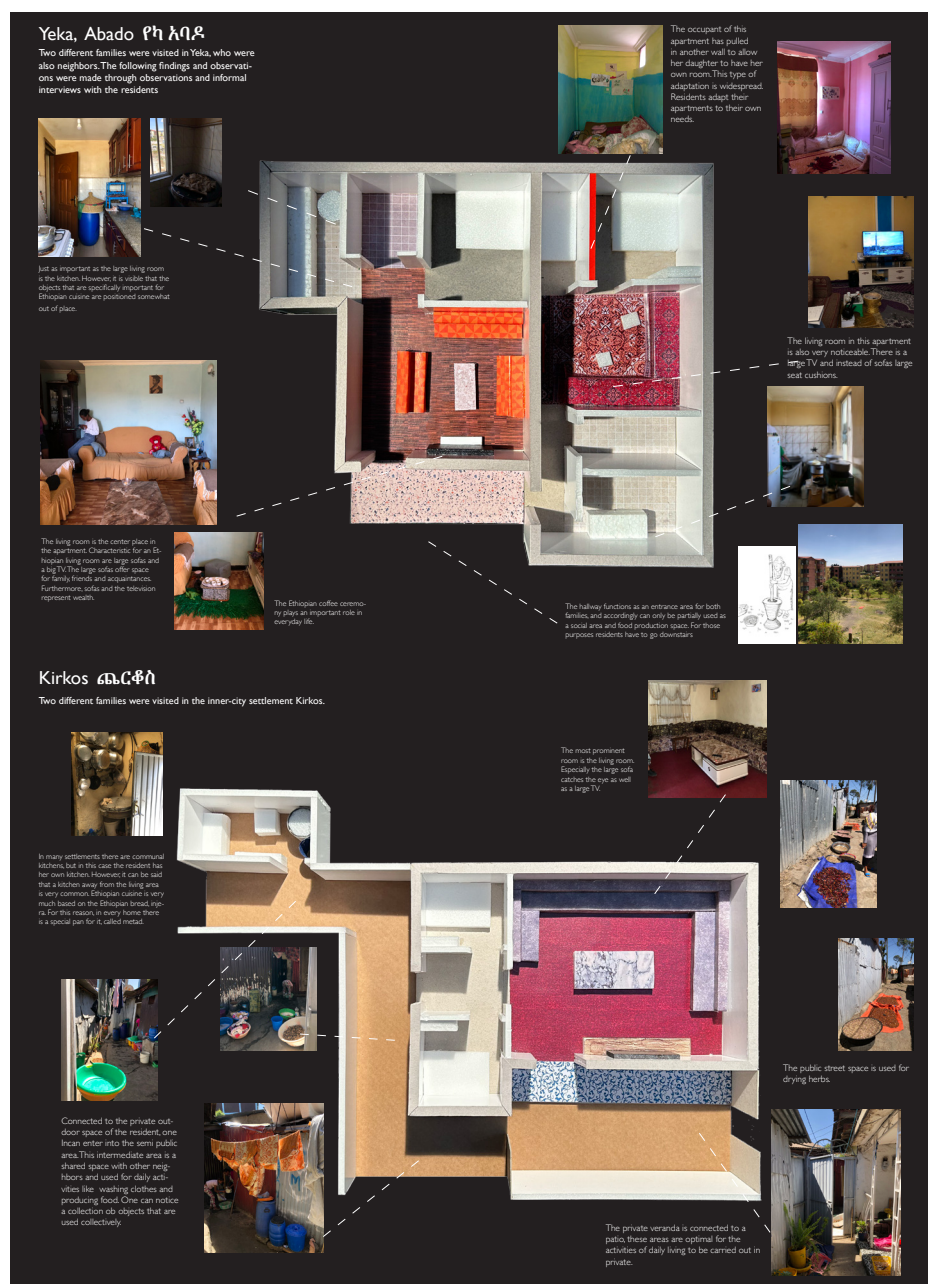 Yeka, Abado የካ አባዶ
Two different families were visited in Yeka, who were
also neighbors. The following findings and observati-
ons were made through observations and informal
interviews with the residents
The occupant of this
apartment has pulled
in another wall to allow
her daughter to have her
own room. This type of
adaptation is widespread.
Residents adapt their
apartments to their own
needs.
Just as important as the large living room
is the kitchen. However, it is visible that the
objects that are specifically important for
Ethiopian cuisine are positioned somewhat
out of place.
The living room in this apartment
is also very noticeable. There is a
large TV and instead of sofas large
seat cushions.
The living room is the center place in
the apartment. Characteristic for an Et-
hiopian living room are large sofas and
a big TV. The large sofas offer space
for family, friends and acquaintances.
Furthermore, sofas and the television
represent wealth.
The Ethiopian coffee ceremo-
ny plays an important role in
everyday life.
The hallway functions as an entrance area for both
families, and accordingly can only be partially used as
a social area and food production space. For those
purposes residents have to go downstairs
Kirkos ጨርቆስ
Two different families were visited in the inner-city settlement Kirkos.
The most prominent
room is the living room.
Especially the large sofa
catches the eye as well
as a large TV.
In many settlements there are communal
kitchens, but in this case the resident has
her own kitchen. However, it can be said
that a kitchen away from the living area
is very common. Ethiopian cuisine is very
much based on the Ethiopian bread, inje-
ra. For this reason, in every home there
is a special pan for it, called metad.
The public street space is used for
drying herbs.
Connected to the private out-
door space of the resident, one
Incan enter into the semi public
area. This intermediate area is a
shared space with other neig-
hbors and used for daily acti-
vities like washing clothes and
producing food. One can notice
a collection ob objects that are
used collectively.
The private veranda is connected to a
patio, these areas are optimal for the
activities of daily living to be carried out in
private.